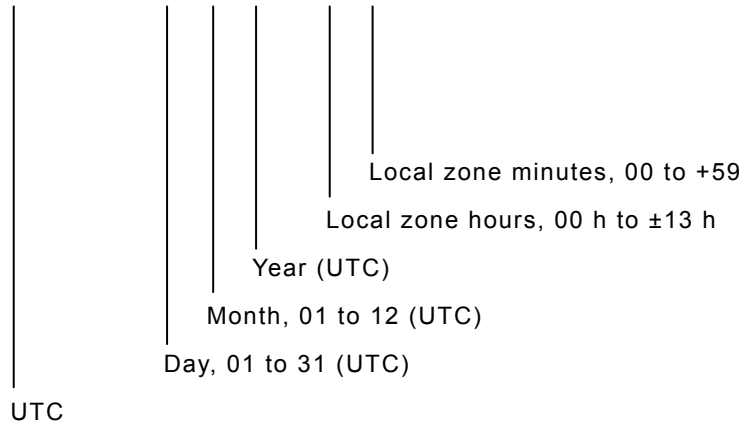 Local zone minutes, 00 to +59
Local zone hours, 00 h to ±13 h
Year (UTC)
Month, 01 to 12 (UTC)
Day, 01 to 31 (UTC)
UTC